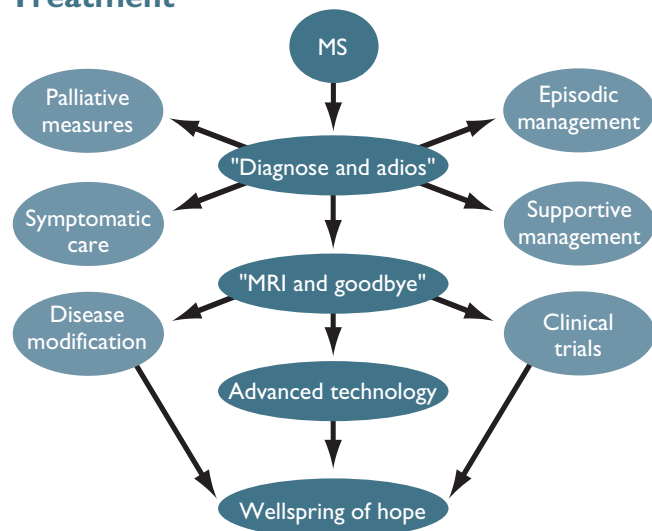 Treatment
MS
Palliative
measures
Episodic
management
"Diagnose and adios"
Symptomatic
care
Supportive
management
"MRI and goodbye"
Disease
modification
Clinical
trials
Advanced technology
Wellspring of hope